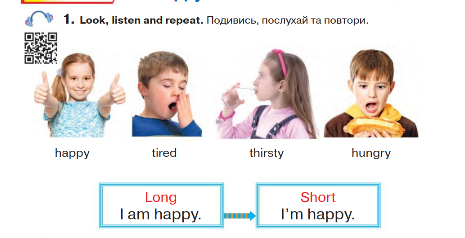 1. Look, listen and repeat. Подивись, послухай та повтори.
happy tired thirsty hungry
Long Short
I am happy. I'm happy.